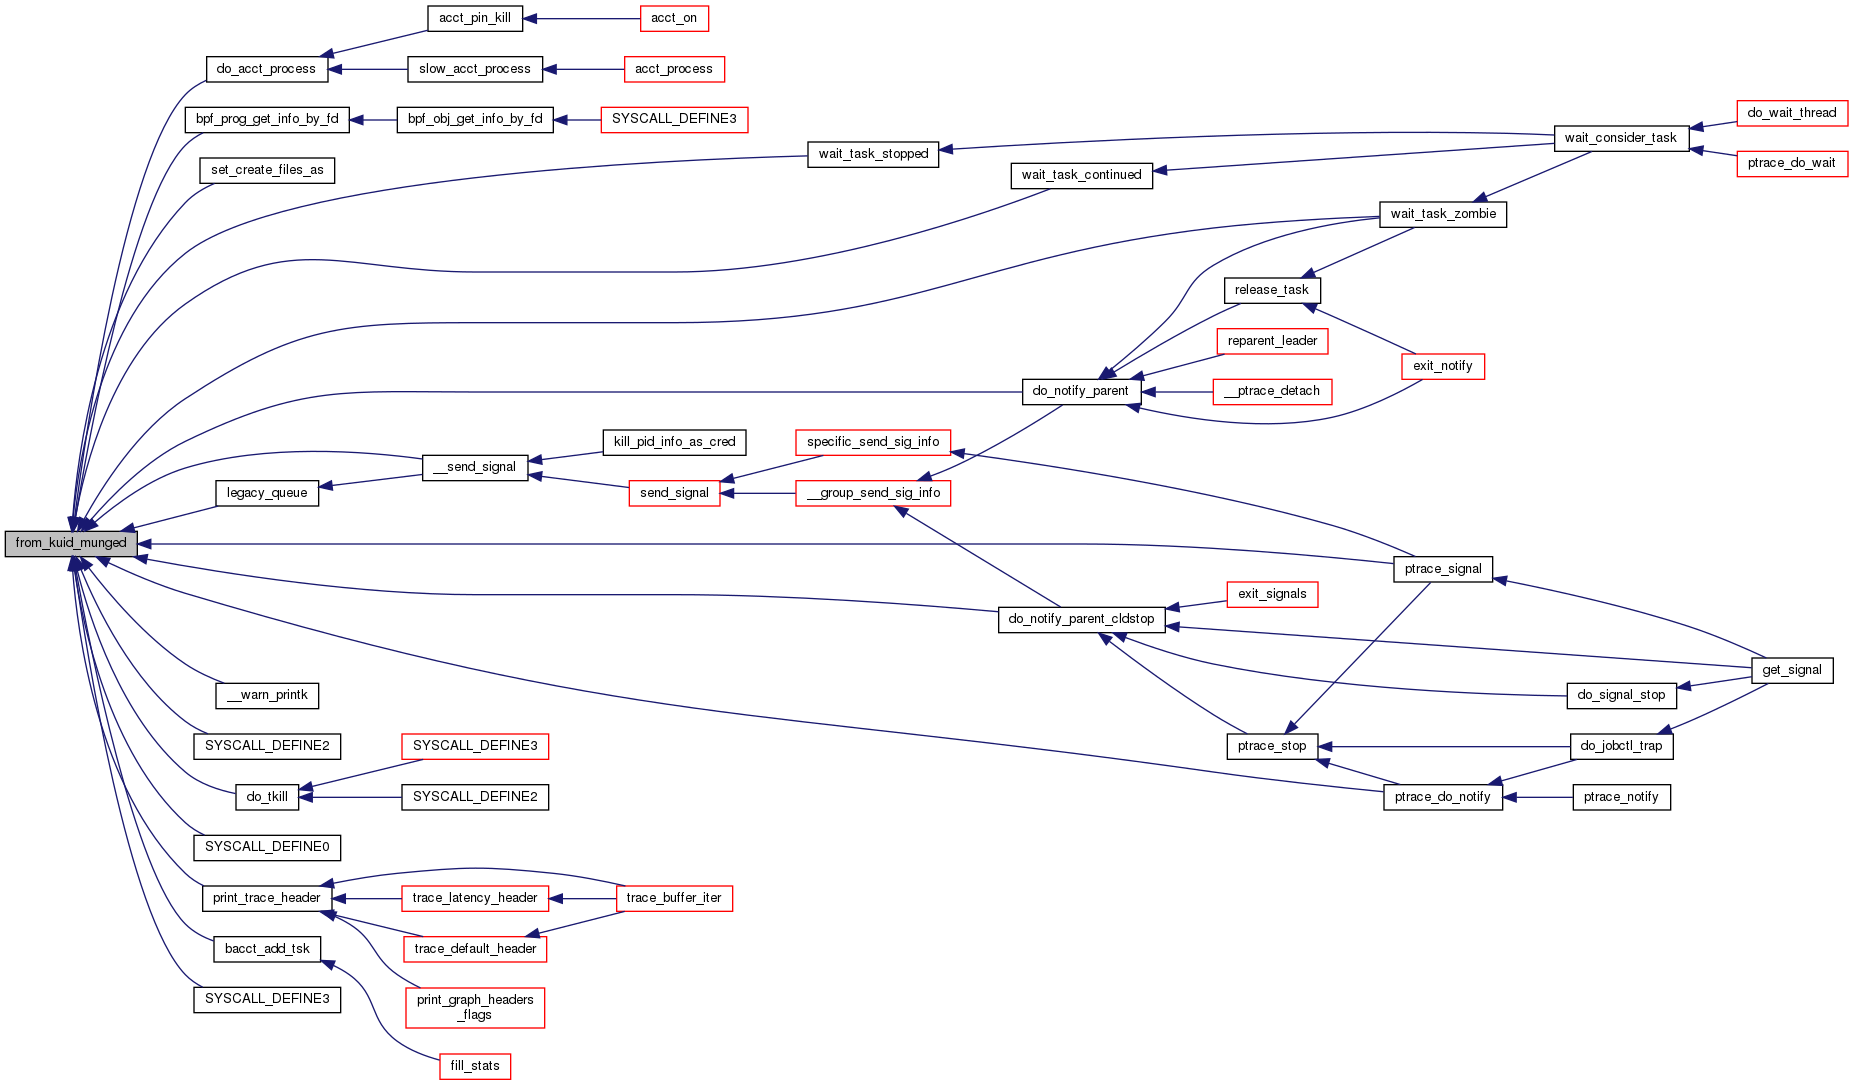 acct_pin_kill
acct_on
do_acct_process
slow_acct_process
acct_process
bpf_prog_get_info_by_fd
bpf_obj_get_info_by_fd
SYSCALL_DEFINE3
do_wait_thread
wait_consider_task
wait_task_stopped
ptrace_do_wait
set_create_files_as
wait_task_continued
wait_task_zombie
release_task
reparent_leader
exit_notify
do_notify_parent
__ptrace_detach
kill_pid_info_as_cred
specific_send_sig_info
__send_signal
legacy_queue
send_signal
__group_send_sig_info
from_kuid_munged
ptrace_signal
exit_signals
do_notify_parent_cldstop
get_signal
__warn_printk
do_signal_stop
SYSCALL_DEFINE2
SYSCALL_DEFINE3
ptrace_stop
do_jobctl_trap
do_tkill
SYSCALL_DEFINE2
ptrace_do_notify
ptrace_notify
SYSCALL_DEFINE0
print_trace_header
trace_latency_header
trace_buffer_iter
bacct_add_tsk
trace_default_header
SYSCALL_DEFINE3
print_graph_headers
_flags
fill_stats